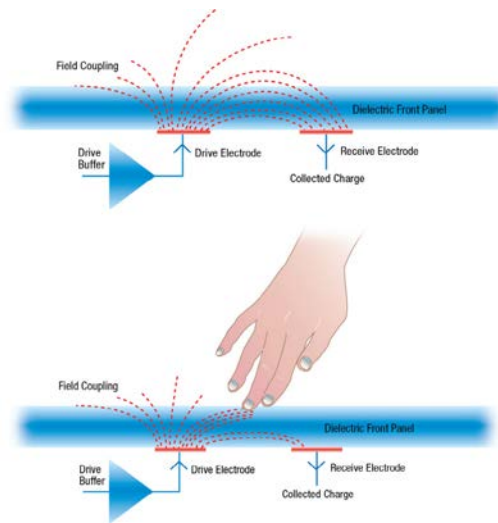 Field Coupling
Dielectric Front Panel
Drive
Buffer
Drive Electrode
Receive Electrode
Collected Charge
Field Coupling
Dielectric Front Panel
Drive
Buffer
Drive Electrode
Receive Electrode
Collected Charge